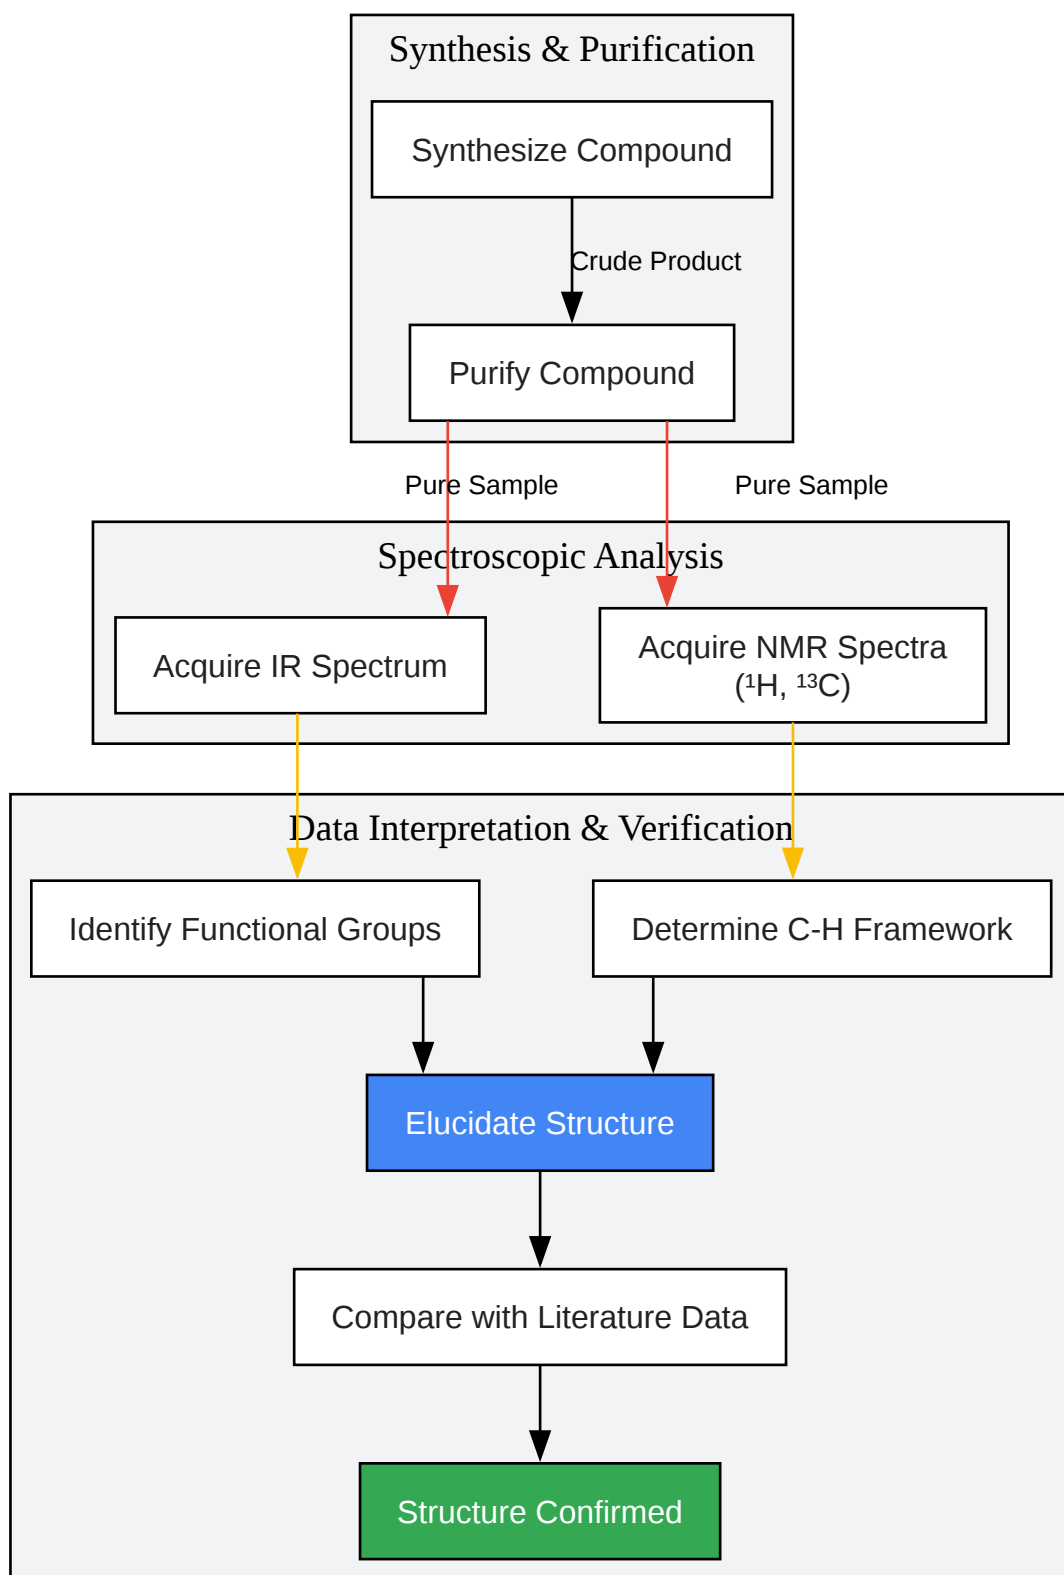 Synthesis & Purification
Synthesize Compound
Crude Product
Purify Compound
Pure Sample
Pure Sample
Spectroscopic Analysis
Acquire IR Spectrum
Acquire NMR Spectra
(¹H, ¹³C)
Data Interpretation & Verification
Identify Functional Groups
Determine C-H Framework
Elucidate Structure
Compare with Literature Data
Structure Confirmed